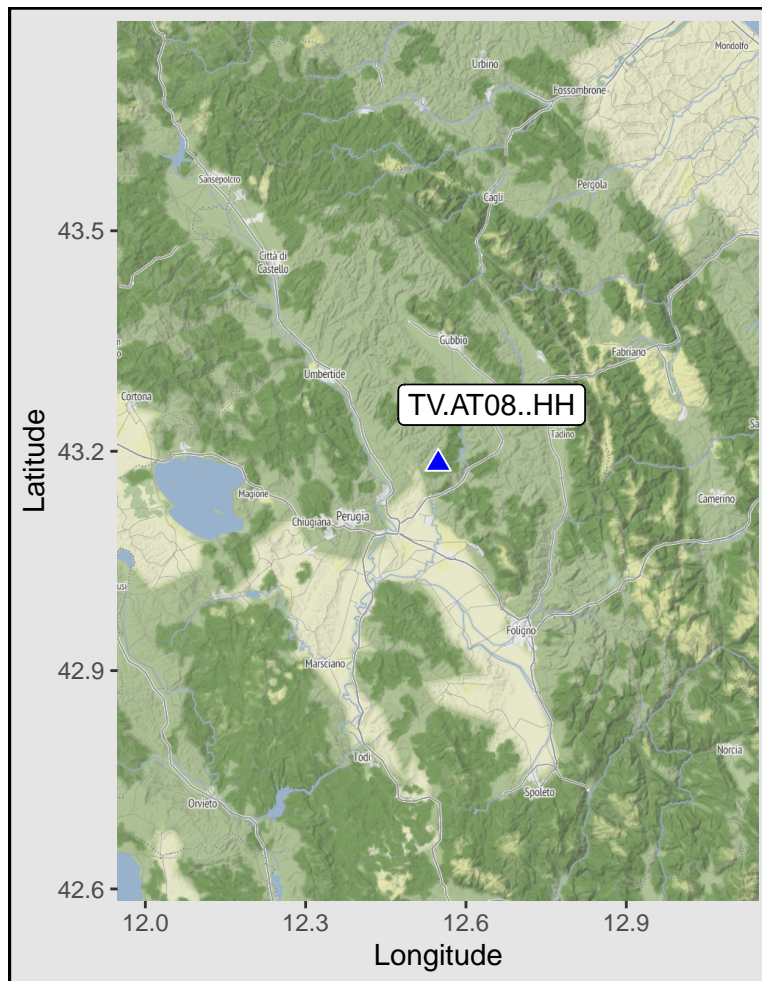 Mondolfo
Urbino
Fossombrone
Sansepolcro
Pergola
Cagli
43.5
Città di
Castello
Gubbio
Fabriano
Umbertide
Cortona
TV.AT08..HH
Tadino
43.2
Latitude
Magione
Camerino
Chiugiana
Perugia
Foligno
42.9
Marsciano
Norcia
Todi
Orvieto
Spoleto
42.6
12.0
12.3
12.6
12.9
Longitude